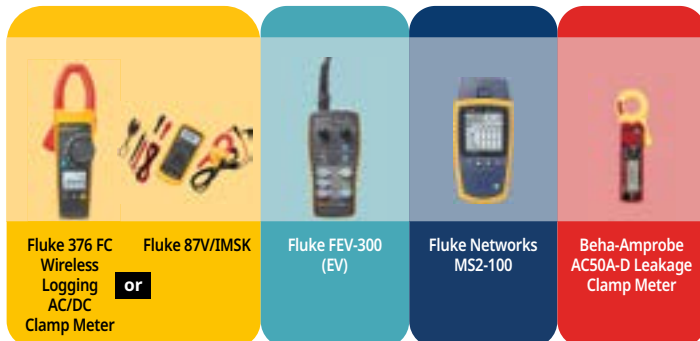 Fluke 376 FC
Wireless
Logging
AC/DC
Clamp Meter
or
Fluke 87V/IMSK
Fluke FEV-300
(EV)
Fluke Networks
MS2-100
Beha-Amprobe
AC50A-D Leakage
Clamp Meter